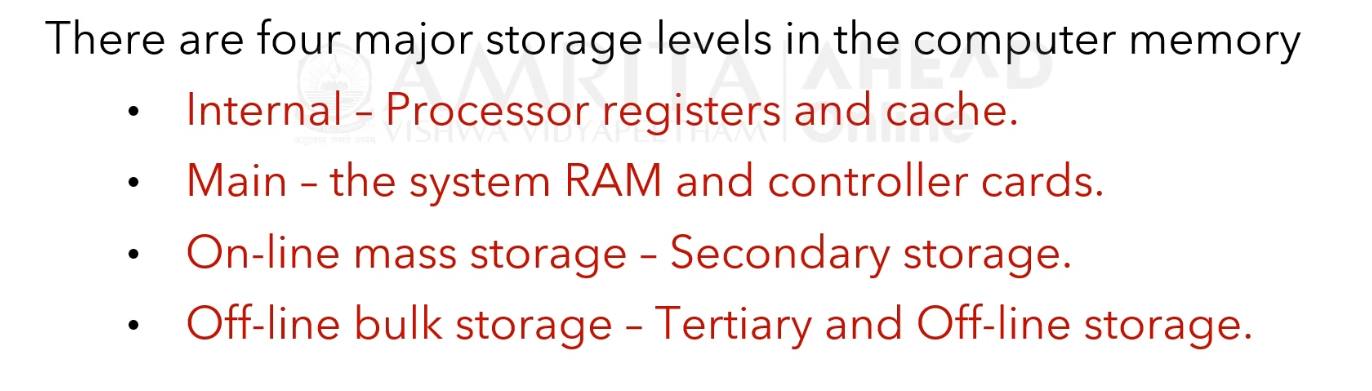 There are four major storage levels in the computer memory
• Internal – Processor registers and cache.
• Main – the system RAM and controller cards.
• On-line mass storage – Secondary storage.
• Off-line bulk storage – Tertiary and Off-line storage.
AMRITA AHEAD
VISHWA VIDYAPEETHAM Online